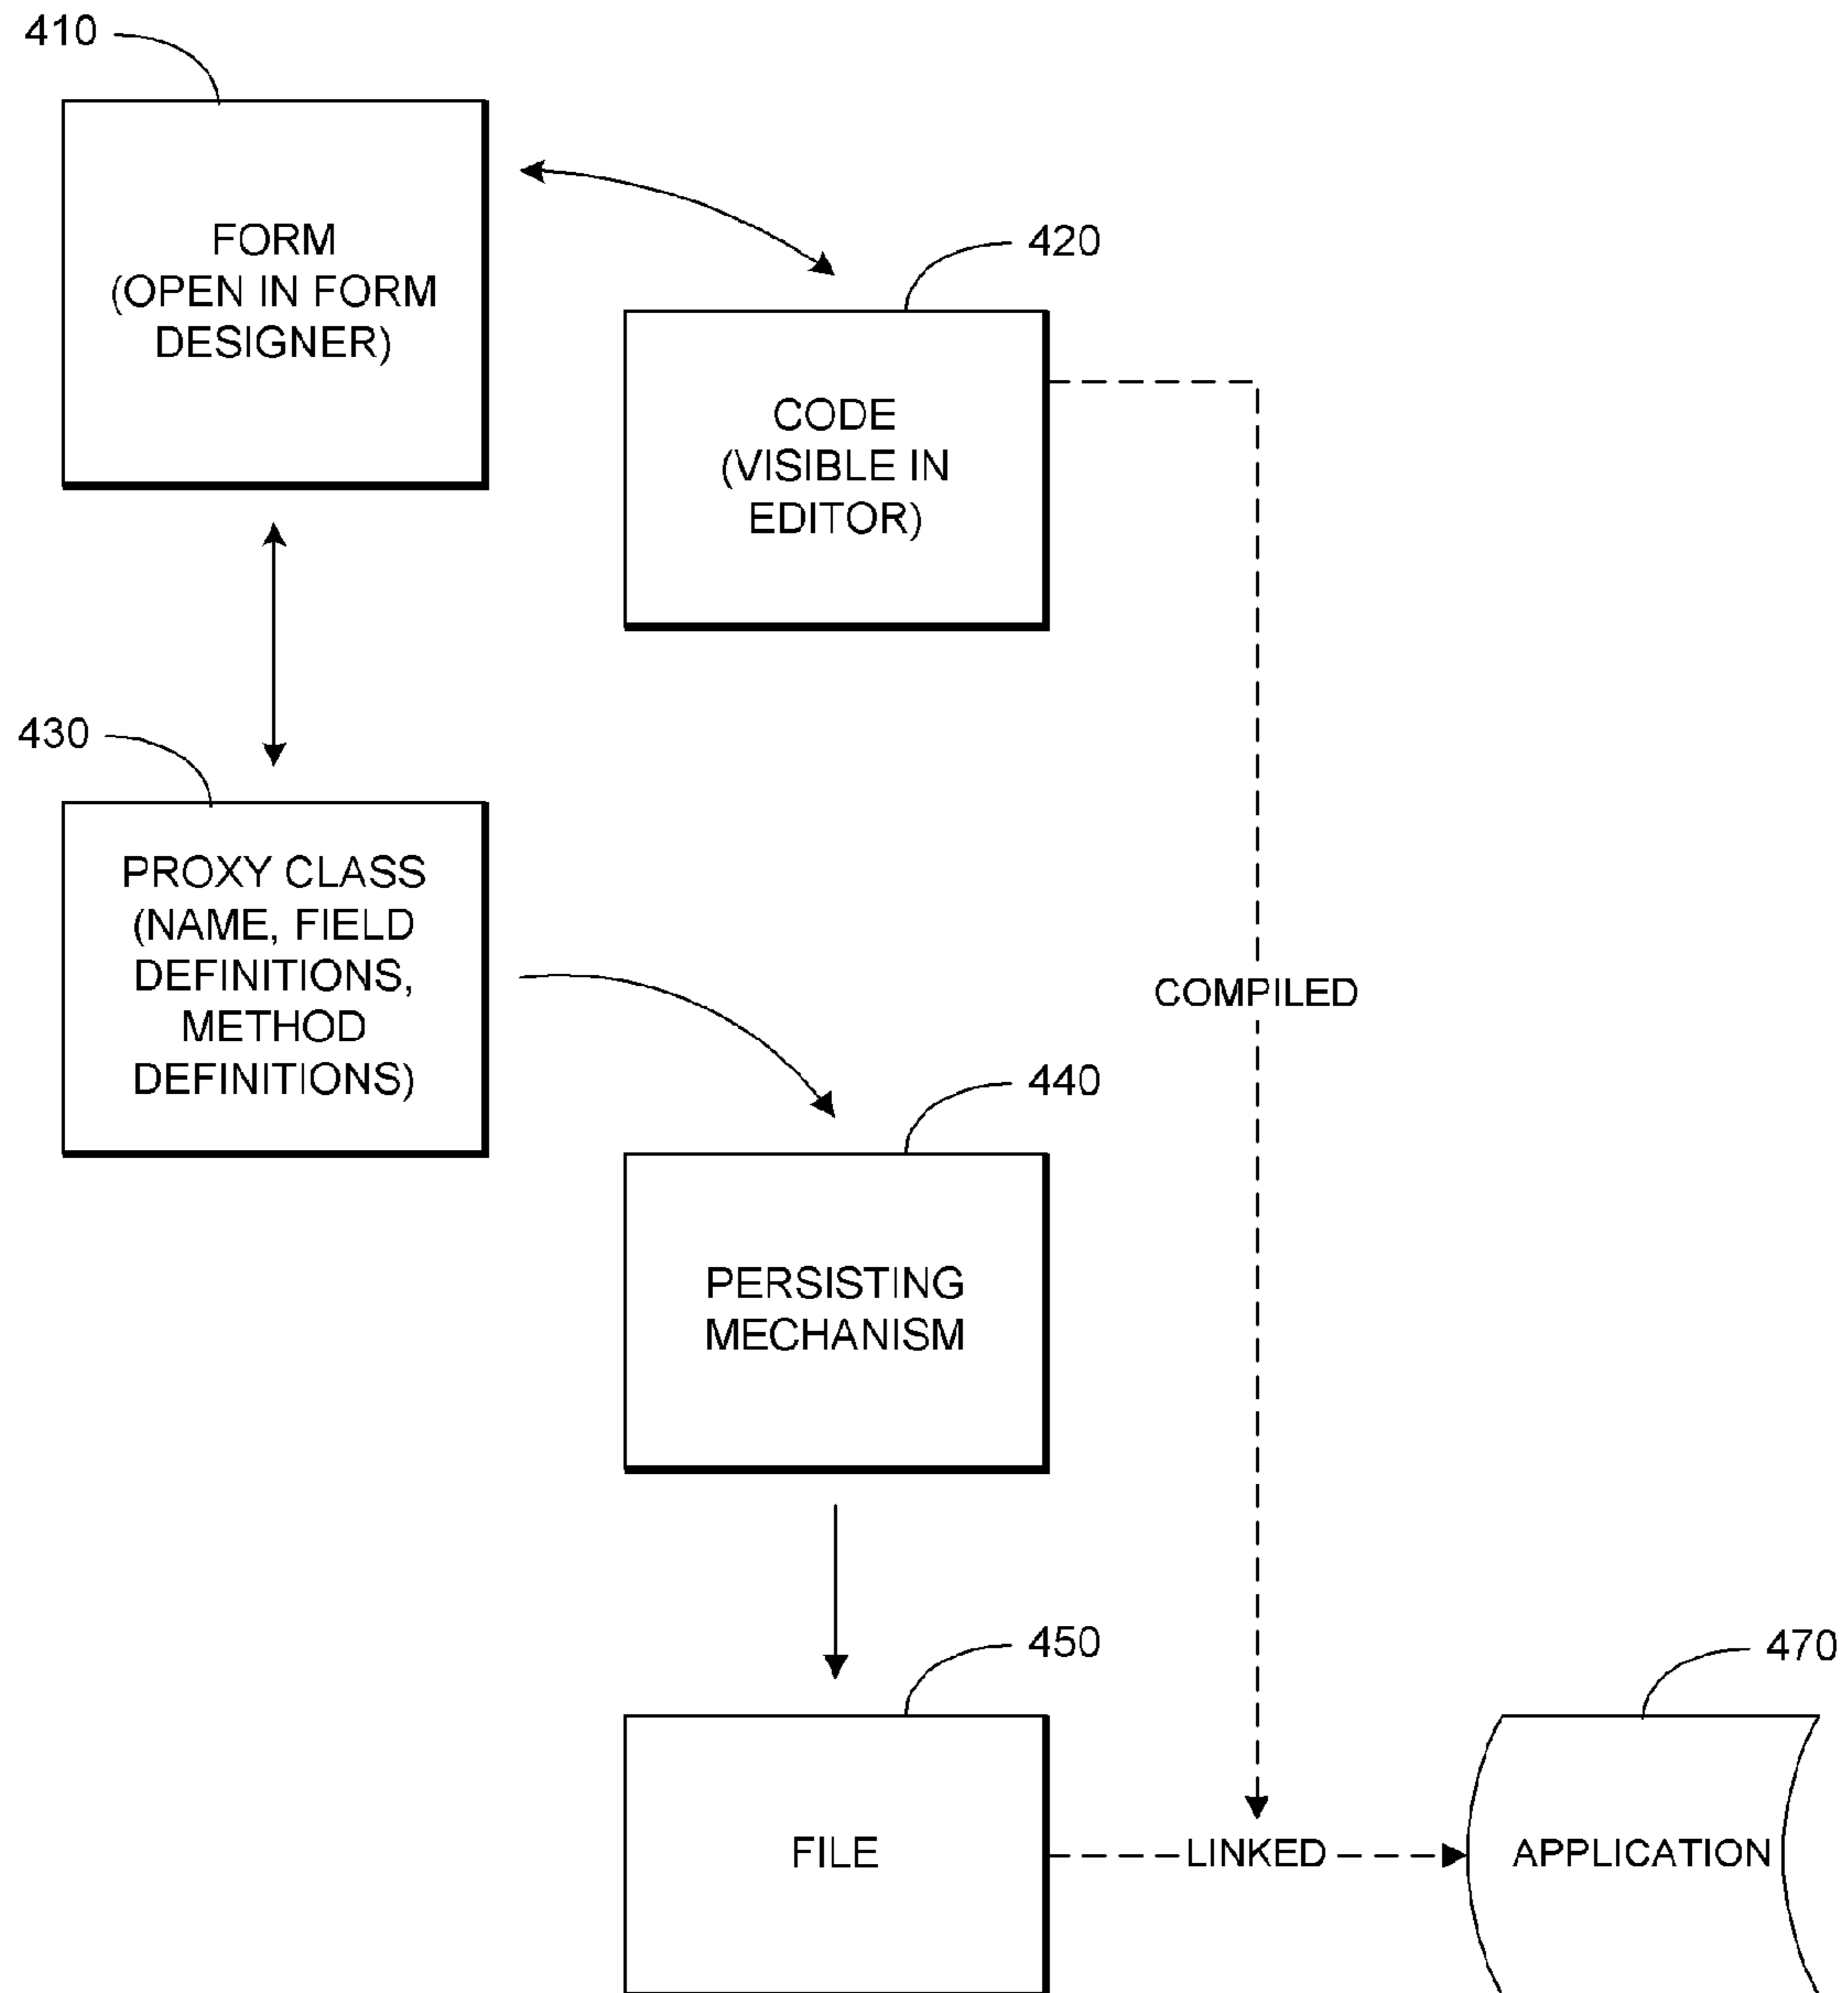 410
FORM
(OPEN IN FORM
DESIGNER)
420
CODE
(VISIBLE IN
EDITOR)
430
PROXY CLASS
(NAME, FIELD
DEFINITIONS,
METHOD
DEFINITIONS)
COMPILED
440
PERSISTING
MECHANISM
450
FILE
LINKED
470
APPLICATION